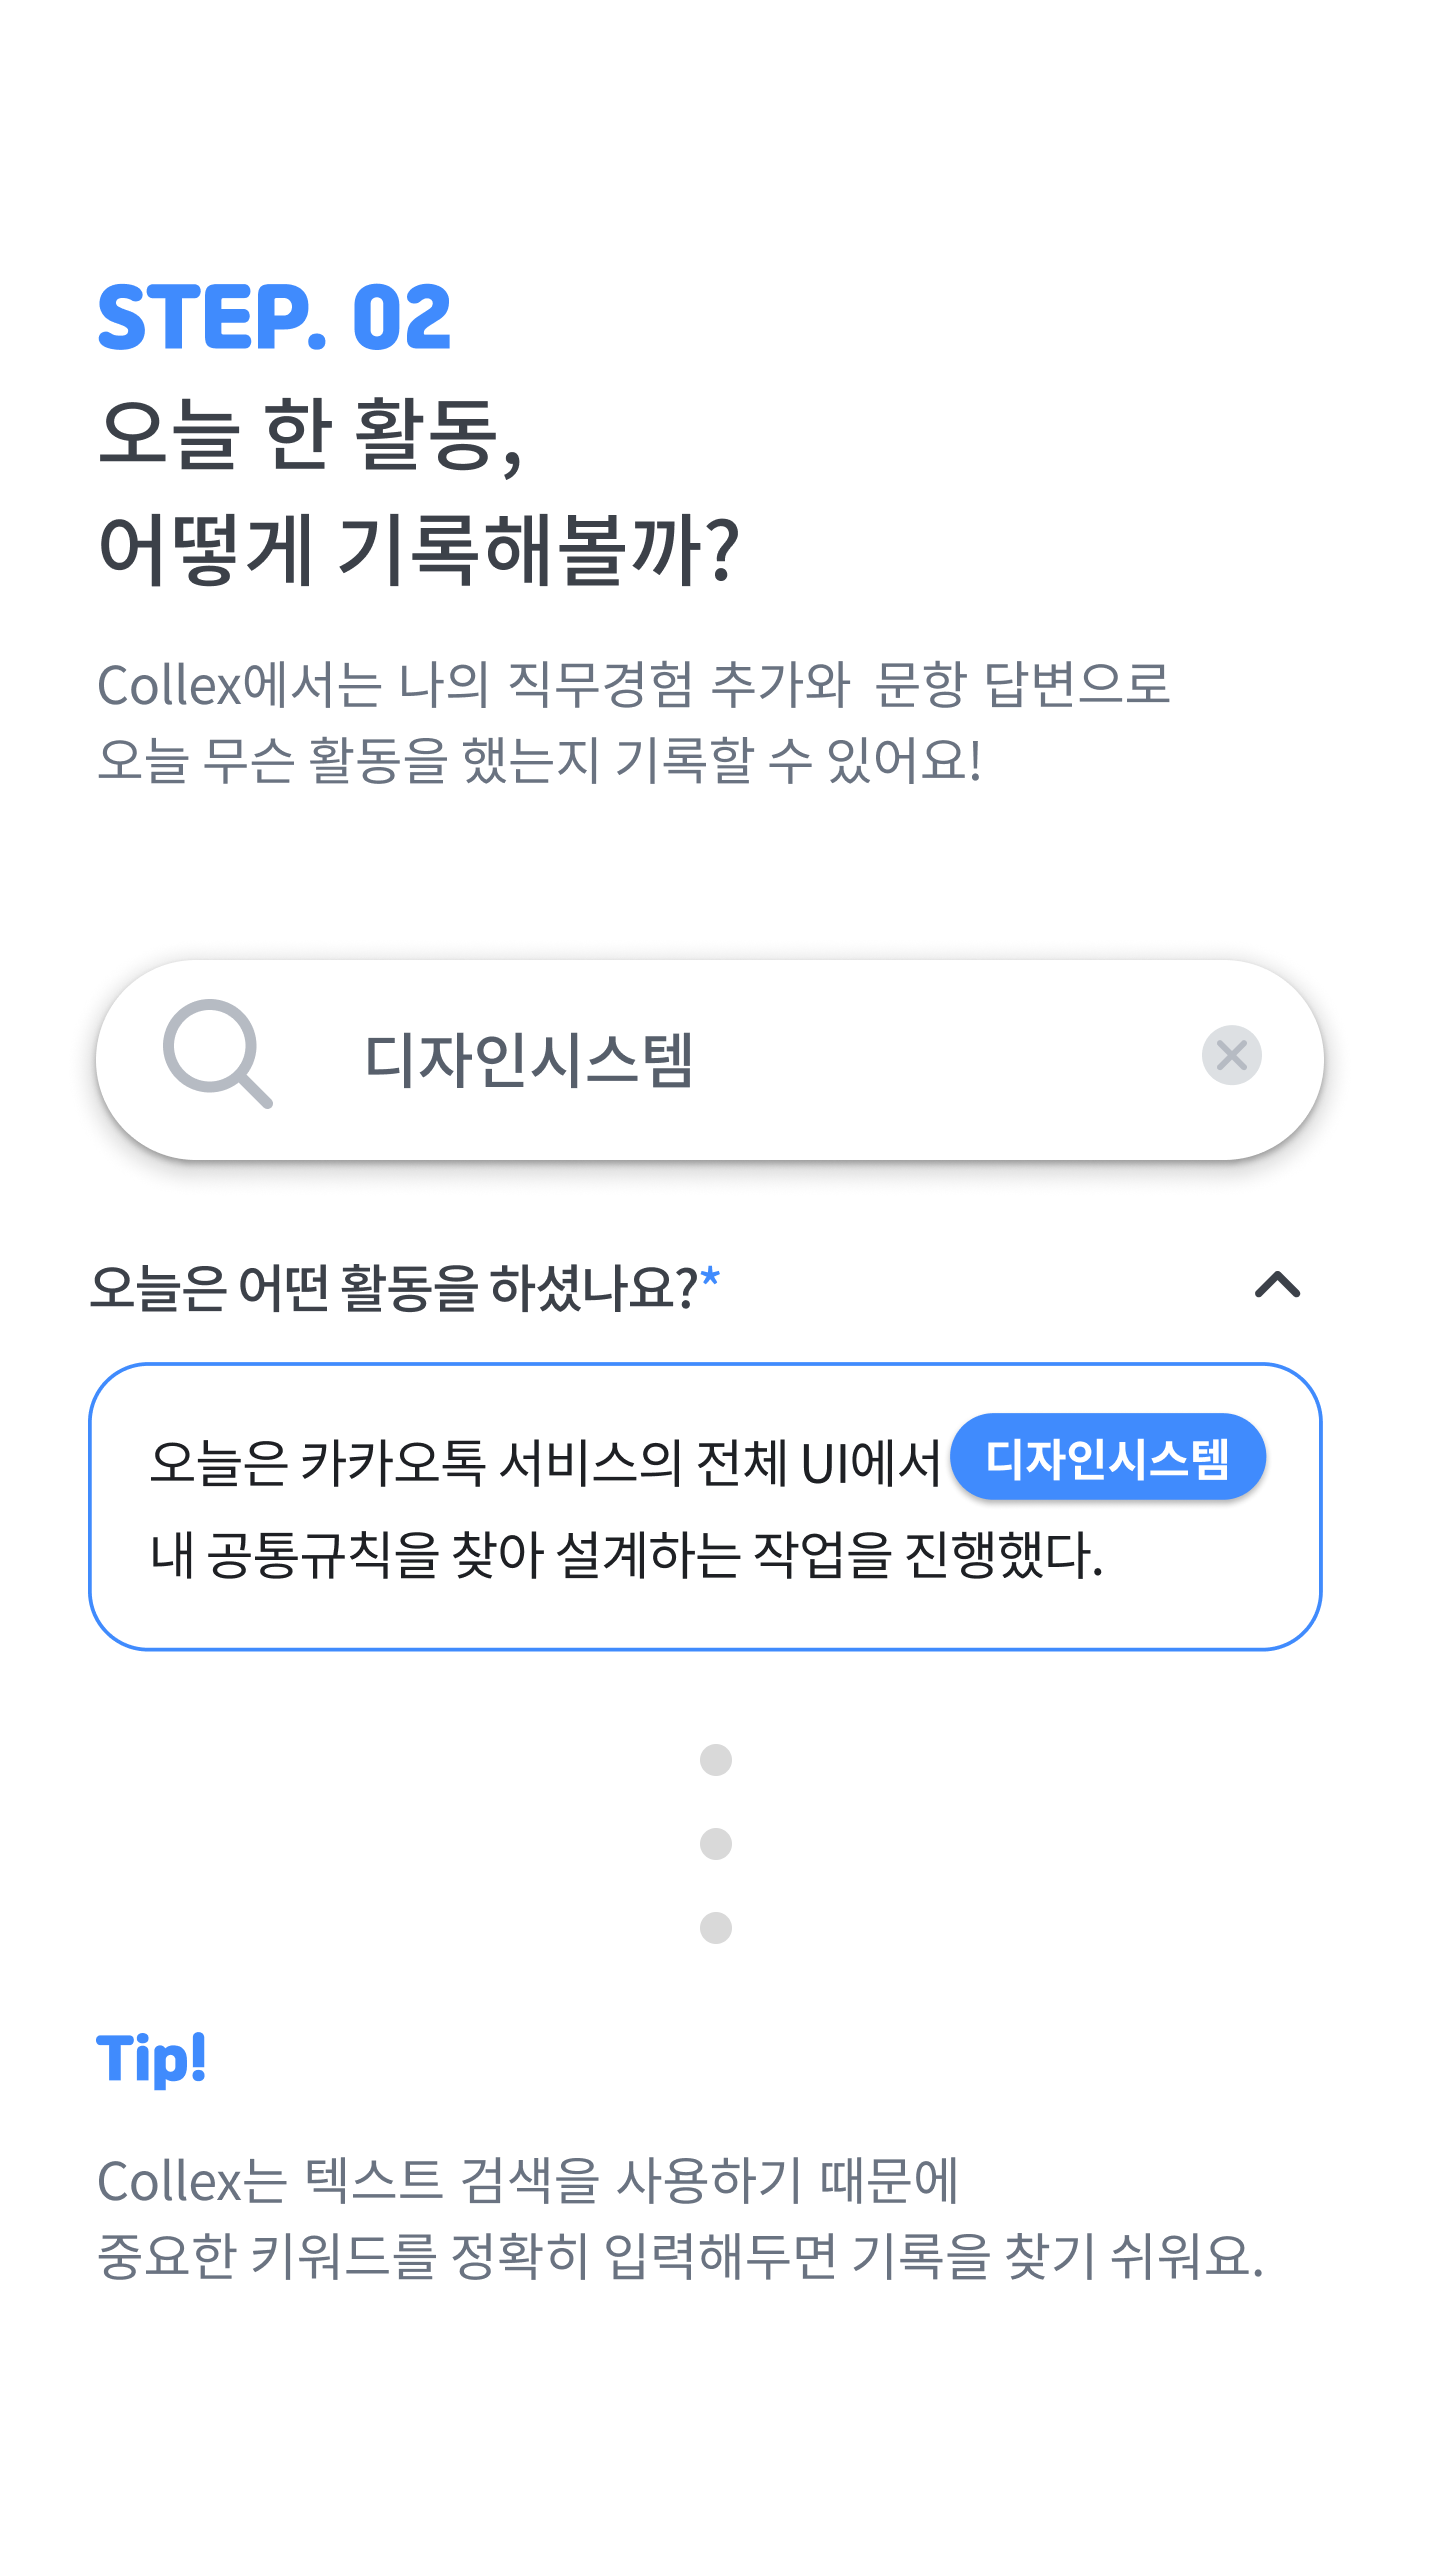 STEP. 02
오늘 한 활동,
어떻게 기록해볼까?
Collex에서는 나의 직무경험 추가와 문항 답변으로
오늘 무슨 활동을 했는지 기록할 수 있어요!
디자인시스템
오늘은 어떤 활동을 하셨나요?*
오늘은 카카오톡 서비스의 전체 UI에서 디자인시스템
내 공통규칙을 찾아 설계하는 작업을 진행했다.
Tip!
Collex는 텍스트 검색을 사용하기 때문에
중요한 키워드를 정확히 입력해두면 기록을 찾기 쉬워요.